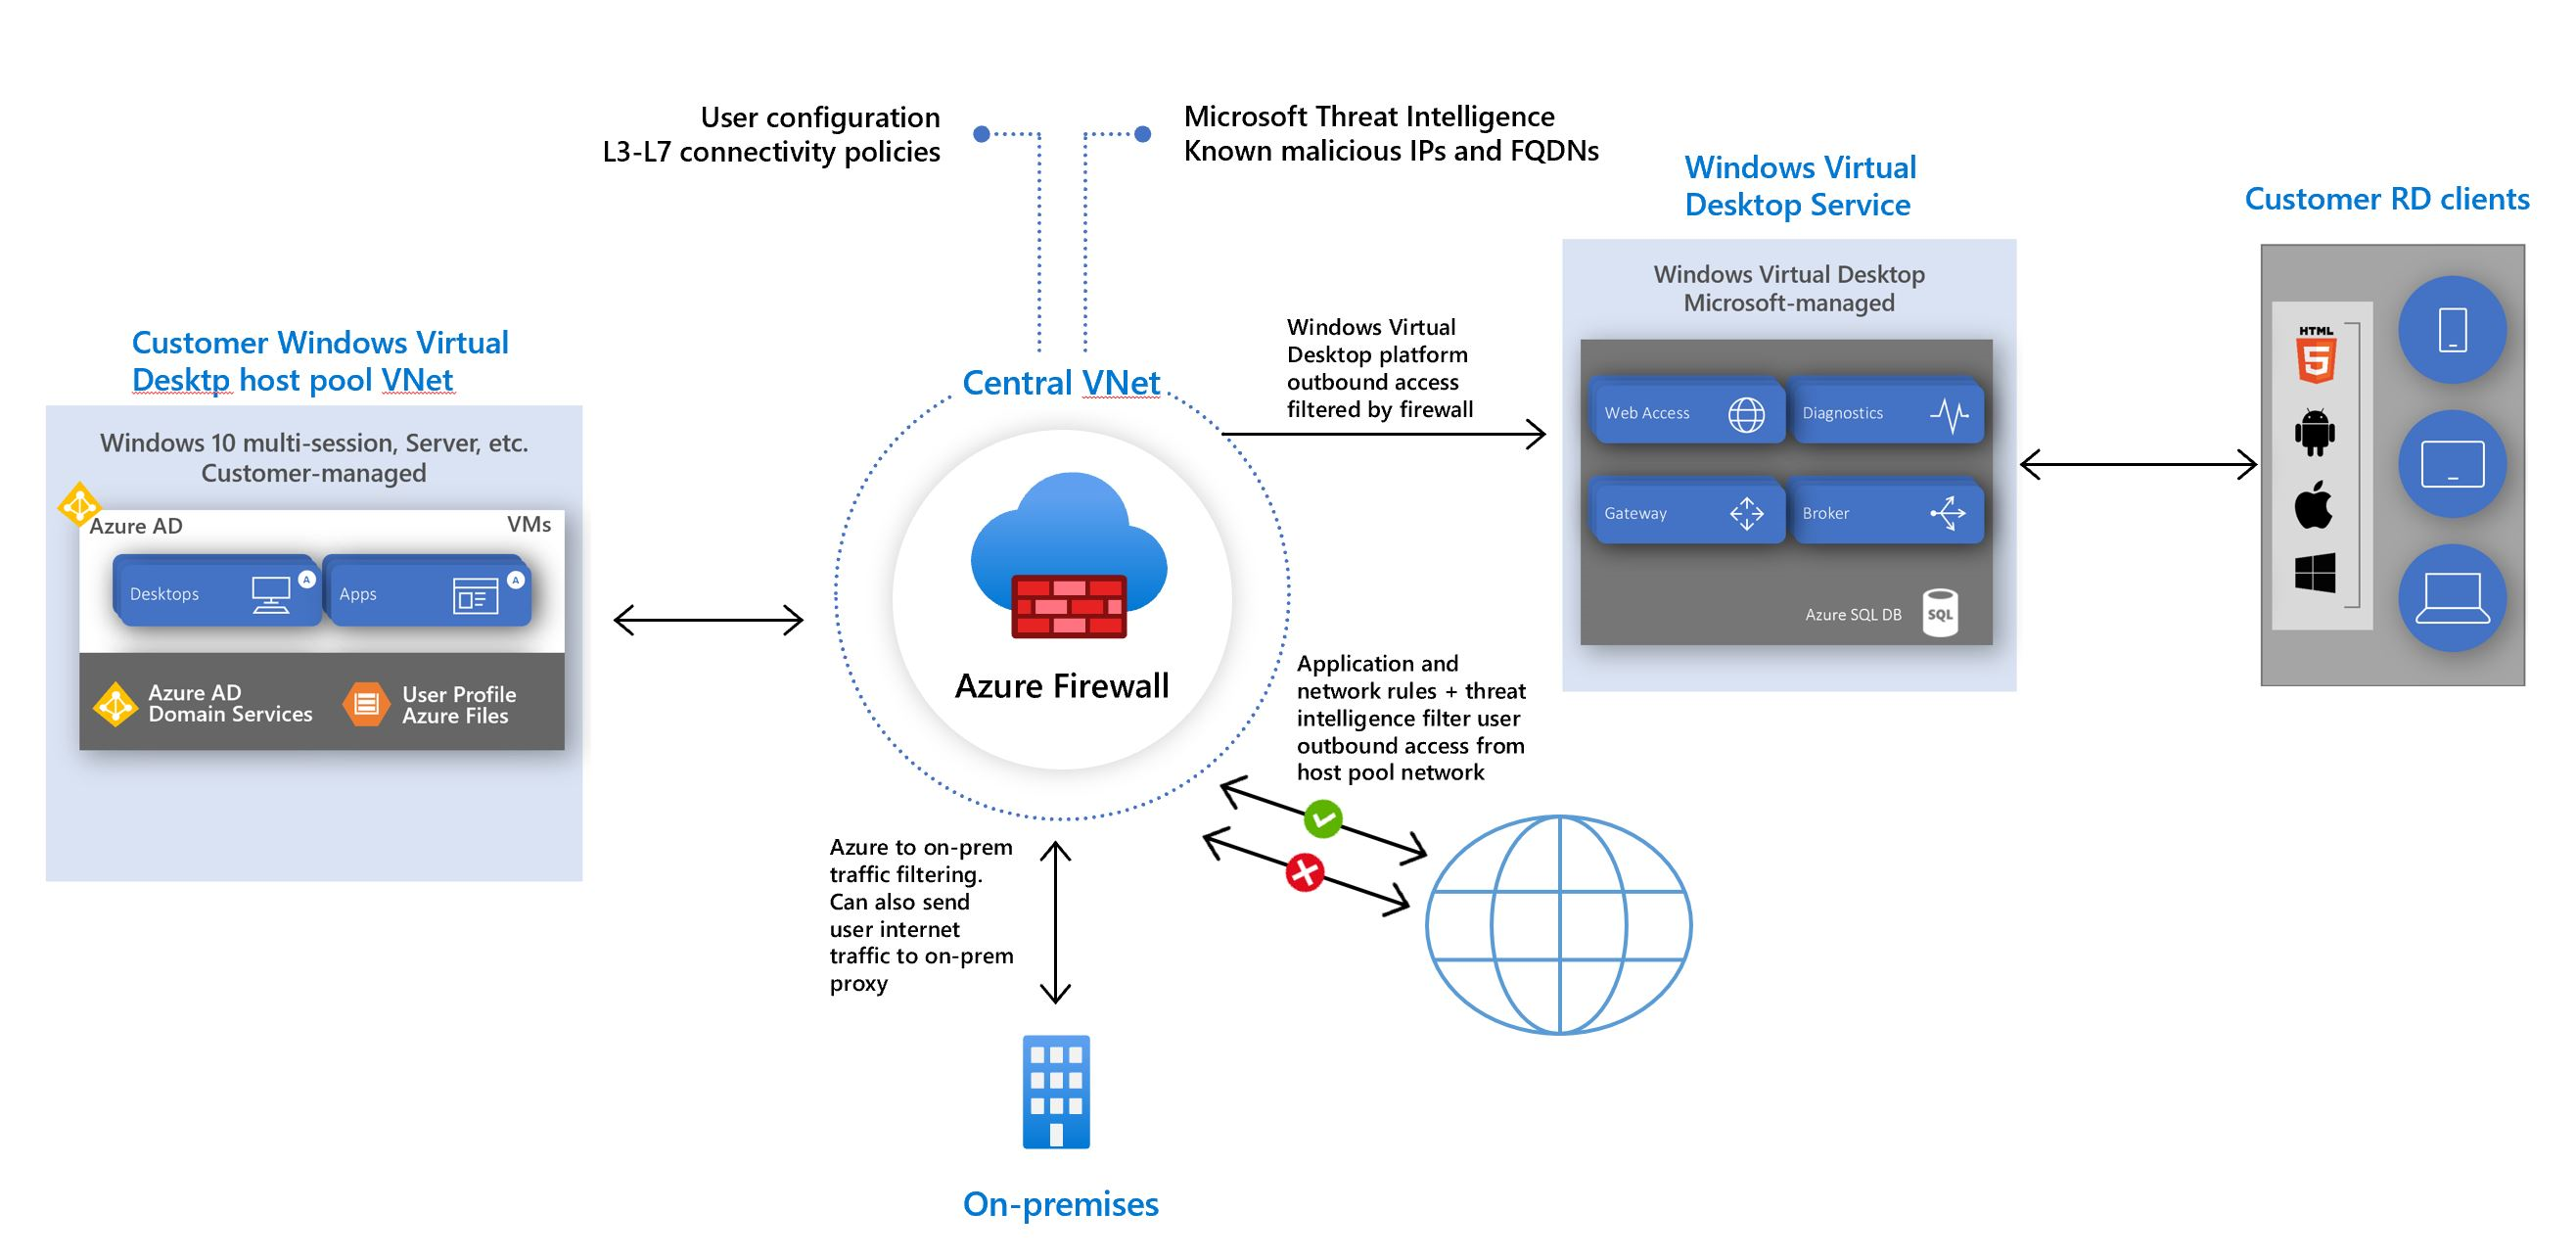 User configuration
L3-L7 connectivity policies
Microsoft Threat Intelligence
Known malicious IPs and FQDNs
Windows Virtual
Desktop Service
Customer RD clients
Windows Virtual Desktop
Microsoft-managed
Web Access
Diagnostics
Gateway
Broker
Azure SQL DB
SQL
HTML
5
Customer Windows Virtual
Desktp host pool VNet
Windows 10 multi-session, Server, etc.
Customer-managed
Azure AD
VMs
Desktops
A
Apps
A
Azure AD
Domain Services
User Profile
Azure Files
Central VNet
Azure Firewall
Windows Virtual
Desktop platform
outbound access
filtered by firewall
Application and
network rules + threat
intelligence filter user
outbound access from
host pool network
Azure to on-prem
traffic filtering.
Can also send
user internet
traffic to on-prem
proxy
On-premises